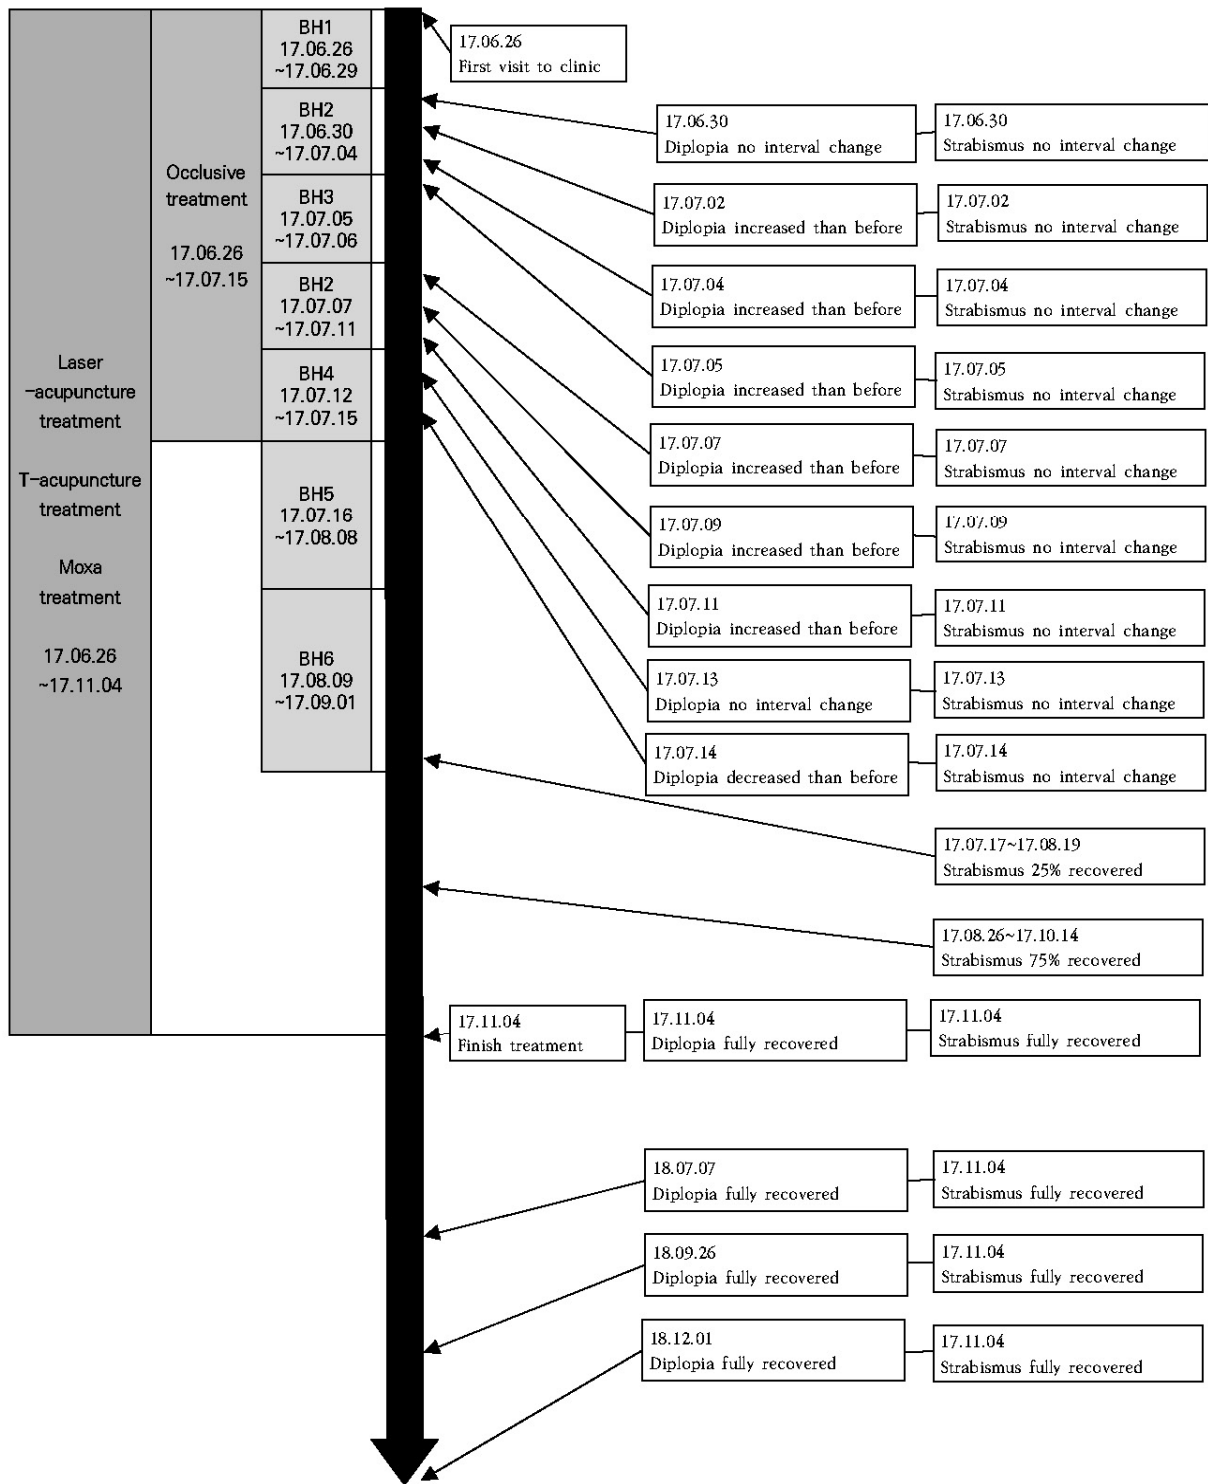 Laser
-acupuncture
treatment
T-acupuncture
treatment
Moxa
treatment
17.06.26
~17.11.04
Occlusive
treatment
17.06.26
~17.07.15
BH1
17.06.26
~17.06.29
BH2
17.06.30
~17.07.04
BH3
17.07.05
~17.07.06
BH2
17.07.07
~17.07.11
BH4
17.07.12
~17.07.15
BH5
17.07.16
~17.08.08
BH6
17.08.09
~17.09.01
17.06.26
First visit to clinic
17.06.30
Diplopia no interval change
17.06.30
Strabismus no interval change
17.07.02
Diplopia increased than before
17.07.02
Strabismus no interval change
17.07.04
Diplopia increased than before
17.07.04
Strabismus no interval change
17.07.05
Diplopia increased than before
17.07.05
Strabismus no interval change
17.07.07
Diplopia increased than before
17.07.07
Strabismus no interval change
17.07.09
Diplopia increased than before
17.07.09
Strabismus no interval change
17.07.11
Diplopia increased than before
17.07.11
Strabismus no interval change
17.07.13
Diplopia no interval change
17.07.13
Strabismus no interval change
17.07.14
Diplopia decreased than before
17.07.14
Strabismus no interval change
17.07.17~17.08.19
Strabismus 25% recovered
17.08.26~17.10.14
Strabismus 75% recovered
17.11.04
Finish treatment
17.11.04
Diplopia fully recovered
17.11.04
Strabismus fully recovered
18.07.07
Diplopia fully recovered
17.11.04
Strabismus fully recovered
18.09.26
Diplopia fully recovered
17.11.04
Strabismus fully recovered
18.12.01
Diplopia fully recovered
17.11.04
Strabismus fully recovered